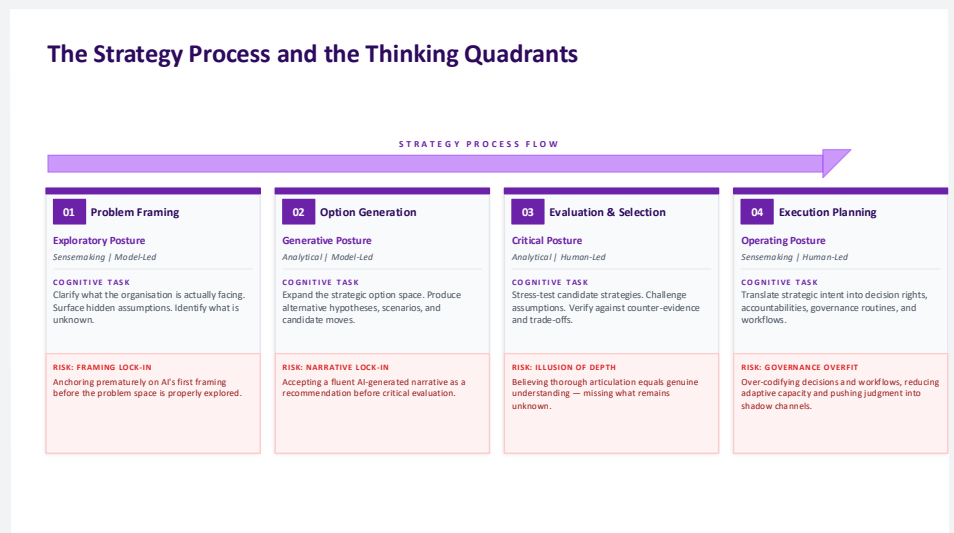 The Strategy Process and the Thinking Quadrants
STRATEGY PROCESS FLOW
01 Problem Framing
Exploratory Posture
Sensemaking | Model-Led
COGNITIVE TASK
Clarify what the organisation is actually facing.
Surface hidden assumptions. Identify what is
unknown.
RISK: FRAMING LOCK-IN
Anchoring prematurely on AI's first framing
before the problem space is properly explored.
02 Option Generation
Generative Posture
Analytical | Model-Led
COGNITIVE TASK
Expand the strategic option space. Produce
alternative hypotheses, scenarios, and
candidate moves.
RISK: NARRATIVE LOCK-IN
Accepting a fluent AI-generated narrative as a
recommendation before critical evaluation.
03 Evaluation & Selection
Critical Posture
Analytical | Human-Led
COGNITIVE TASK
Stress-test candidate strategies. Challenge
assumptions. Verify against counter-evidence
and trade-offs.
RISK: ILLUSION OF DEPTH
Believing thorough articulation equals genuine
understanding — missing what remains
unknown.
04 Execution Planning
Operating Posture
Sensemaking | Human-Led
COGNITIVE TASK
Translate strategic intent into decision rights,
accountabilities, governance routines, and
workflows.
RISK: GOVERNANCE OVERFIT
Over-codifying decisions and workflows, reducing
adaptive capacity and pushing judgment into
shadow channels.